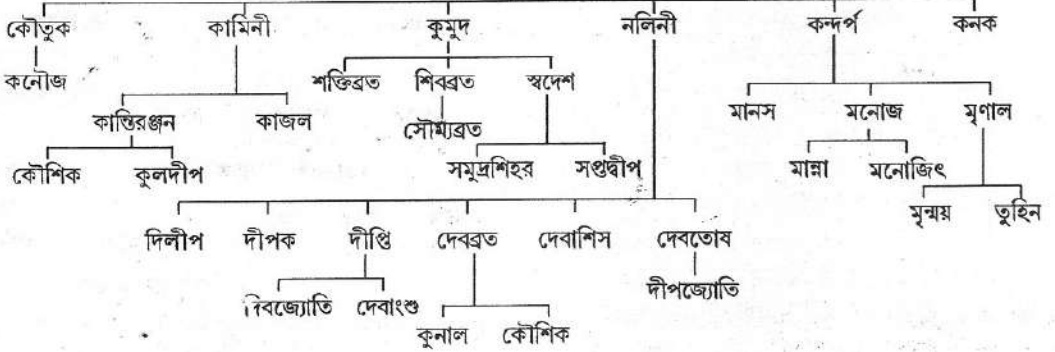 কৌতুক কামিনী কুমুদ নলিনী কন্দর্প কনক
কনৌজ শক্তিব্রত শিবব্রত স্বদেশ মানস মনোজ মৃণাল
কান্তিরঞ্জন কাজল সৌম্যব্রত
কৌশিক কুলদীপ সমুদ্রশিহর সপ্তদ্বীপ মান্না মনোজিৎ
মৃন্ময় তুহিন
দিলীপ দীপক দীপ্তি দেবব্রত দেবাশিস দেবতোষ
দিবজ্যোতি দেবাংশু দীপজ্যোতি
কুনাল কৌশিক